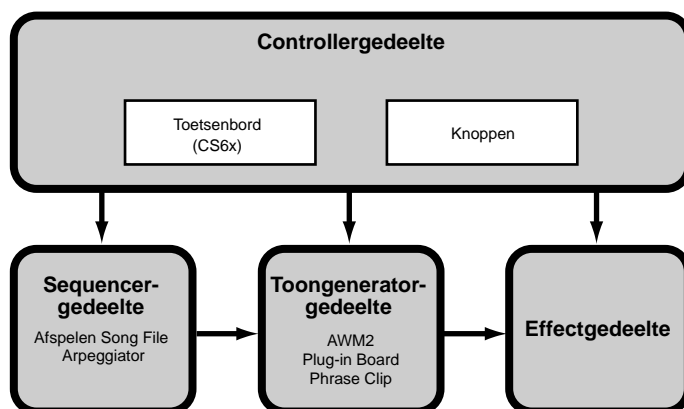 Controllergedeelte
Toetsenbord
(CS6x)
Knoppen
Sequencer-
gedeelte
Afspelen Song File
Arpeggiator
Toongenerator-
gedeelte
AWM2
Plug-in Board
Phrase Clip
Effectgedeelte